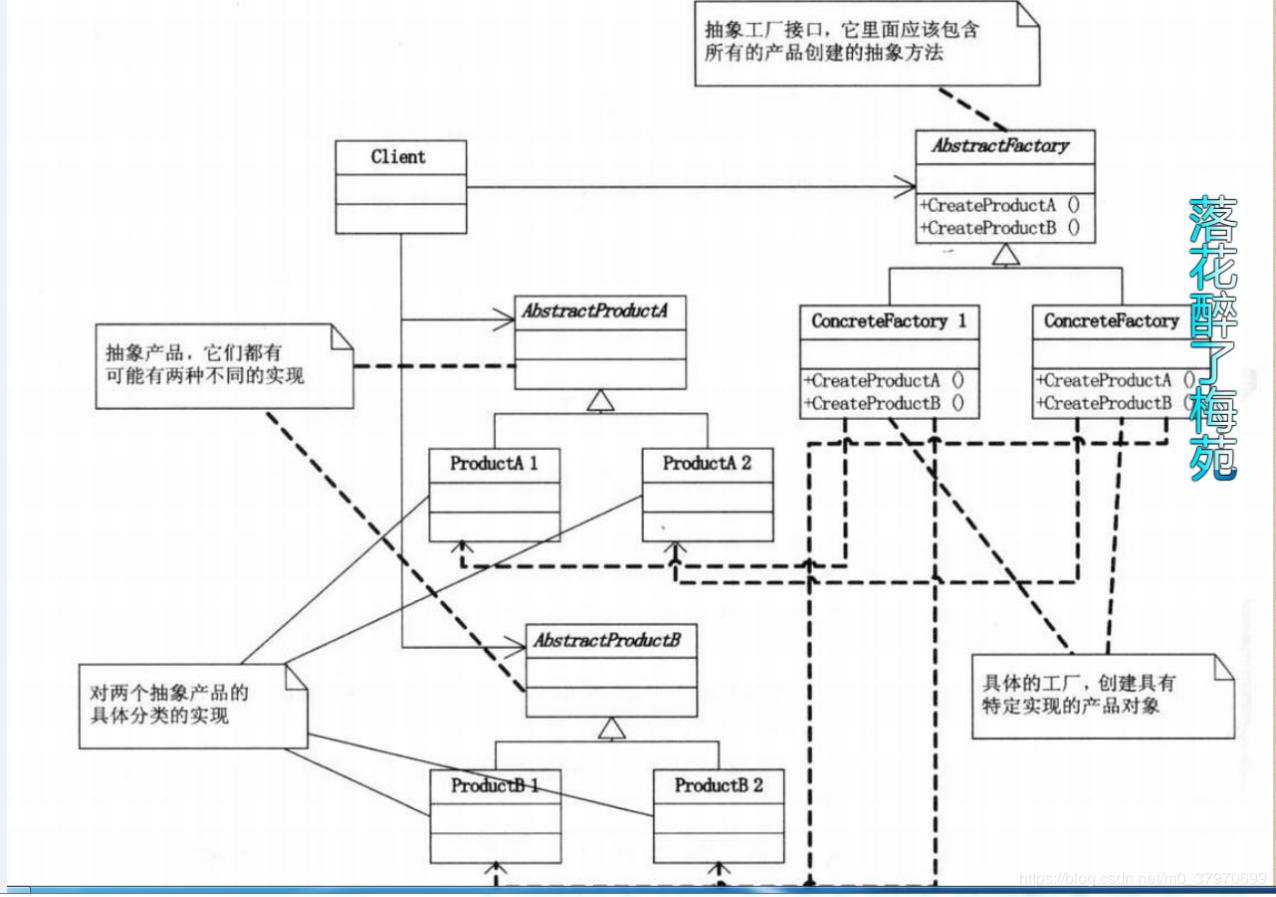 抽象工厂接口，它里面应该包含
所有的产品创建的抽象方法
Client
AbstractFactory
+CreateProductA ()
+CreateProductB ()
AbstractProductA
抽象产品，它们都有
可能有两种不同的实现
ConcreteFactory 1
+CreateProductA ()
+CreateProductB ()
ConcreteFactory
+CreateProductA ()
+CreateProductB ()
落花醉了梅苑
ProductA 1
ProductA 2
AbstractProductB
对两个抽象产品的
具体分类的实现
具体的工厂，创建具有
特定实现的产品对象
ProductB 1
ProductB 2
https://blog.csdn.net/m0_37970699